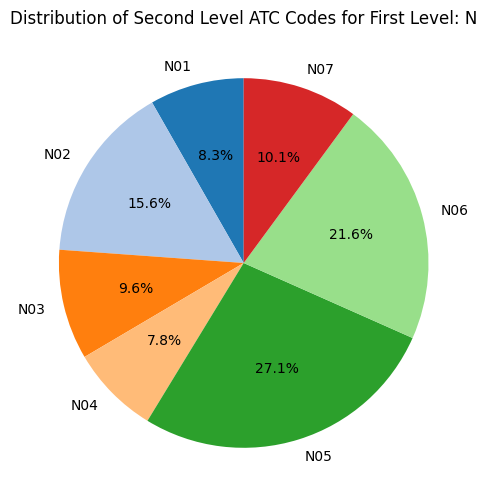 Distribution of Second Level ATC Codes for First Level: N
N01
8.3%
N02
15.6%
N03
9.6%
N04
7.8%
N05
27.1%
N06
21.6%
N07
10.1%